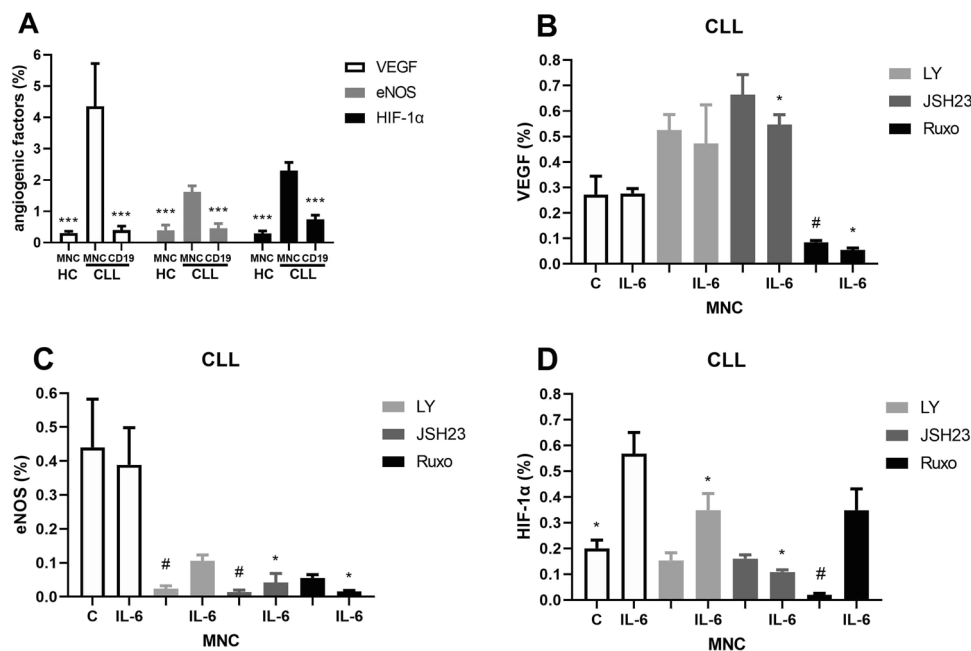 A
angiogenic factors (%)
6
4
2
0
VEGF
eNOS
HIF-1α
*** *** *** *** *** ***
MNC MNC CD19 MNC MNC CD19 MNC MNC CD19
HC CLL HC CLL HC CLL
B
CLL
VEGF (%)
0.8
0.7
0.6
0.5
0.4
0.3
0.2
0.1
0.0
LY
JSH23
Ruxo
* # *
C IL-6 IL-6 IL-6 IL-6
MNC
C
CLL
eNOS (%)
0.6
0.5
0.4
0.3
0.2
0.1
0.0
LY
JSH23
Ruxo
# # * *
C IL-6 IL-6 IL-6 IL-6
MNC
D
CLL
HIF-1α (%)
0.8
0.7
0.6
0.5
0.4
0.3
0.2
0.1
0.0
LY
JSH23
Ruxo
* * * #
C IL-6 IL-6 IL-6 IL-6
MNC